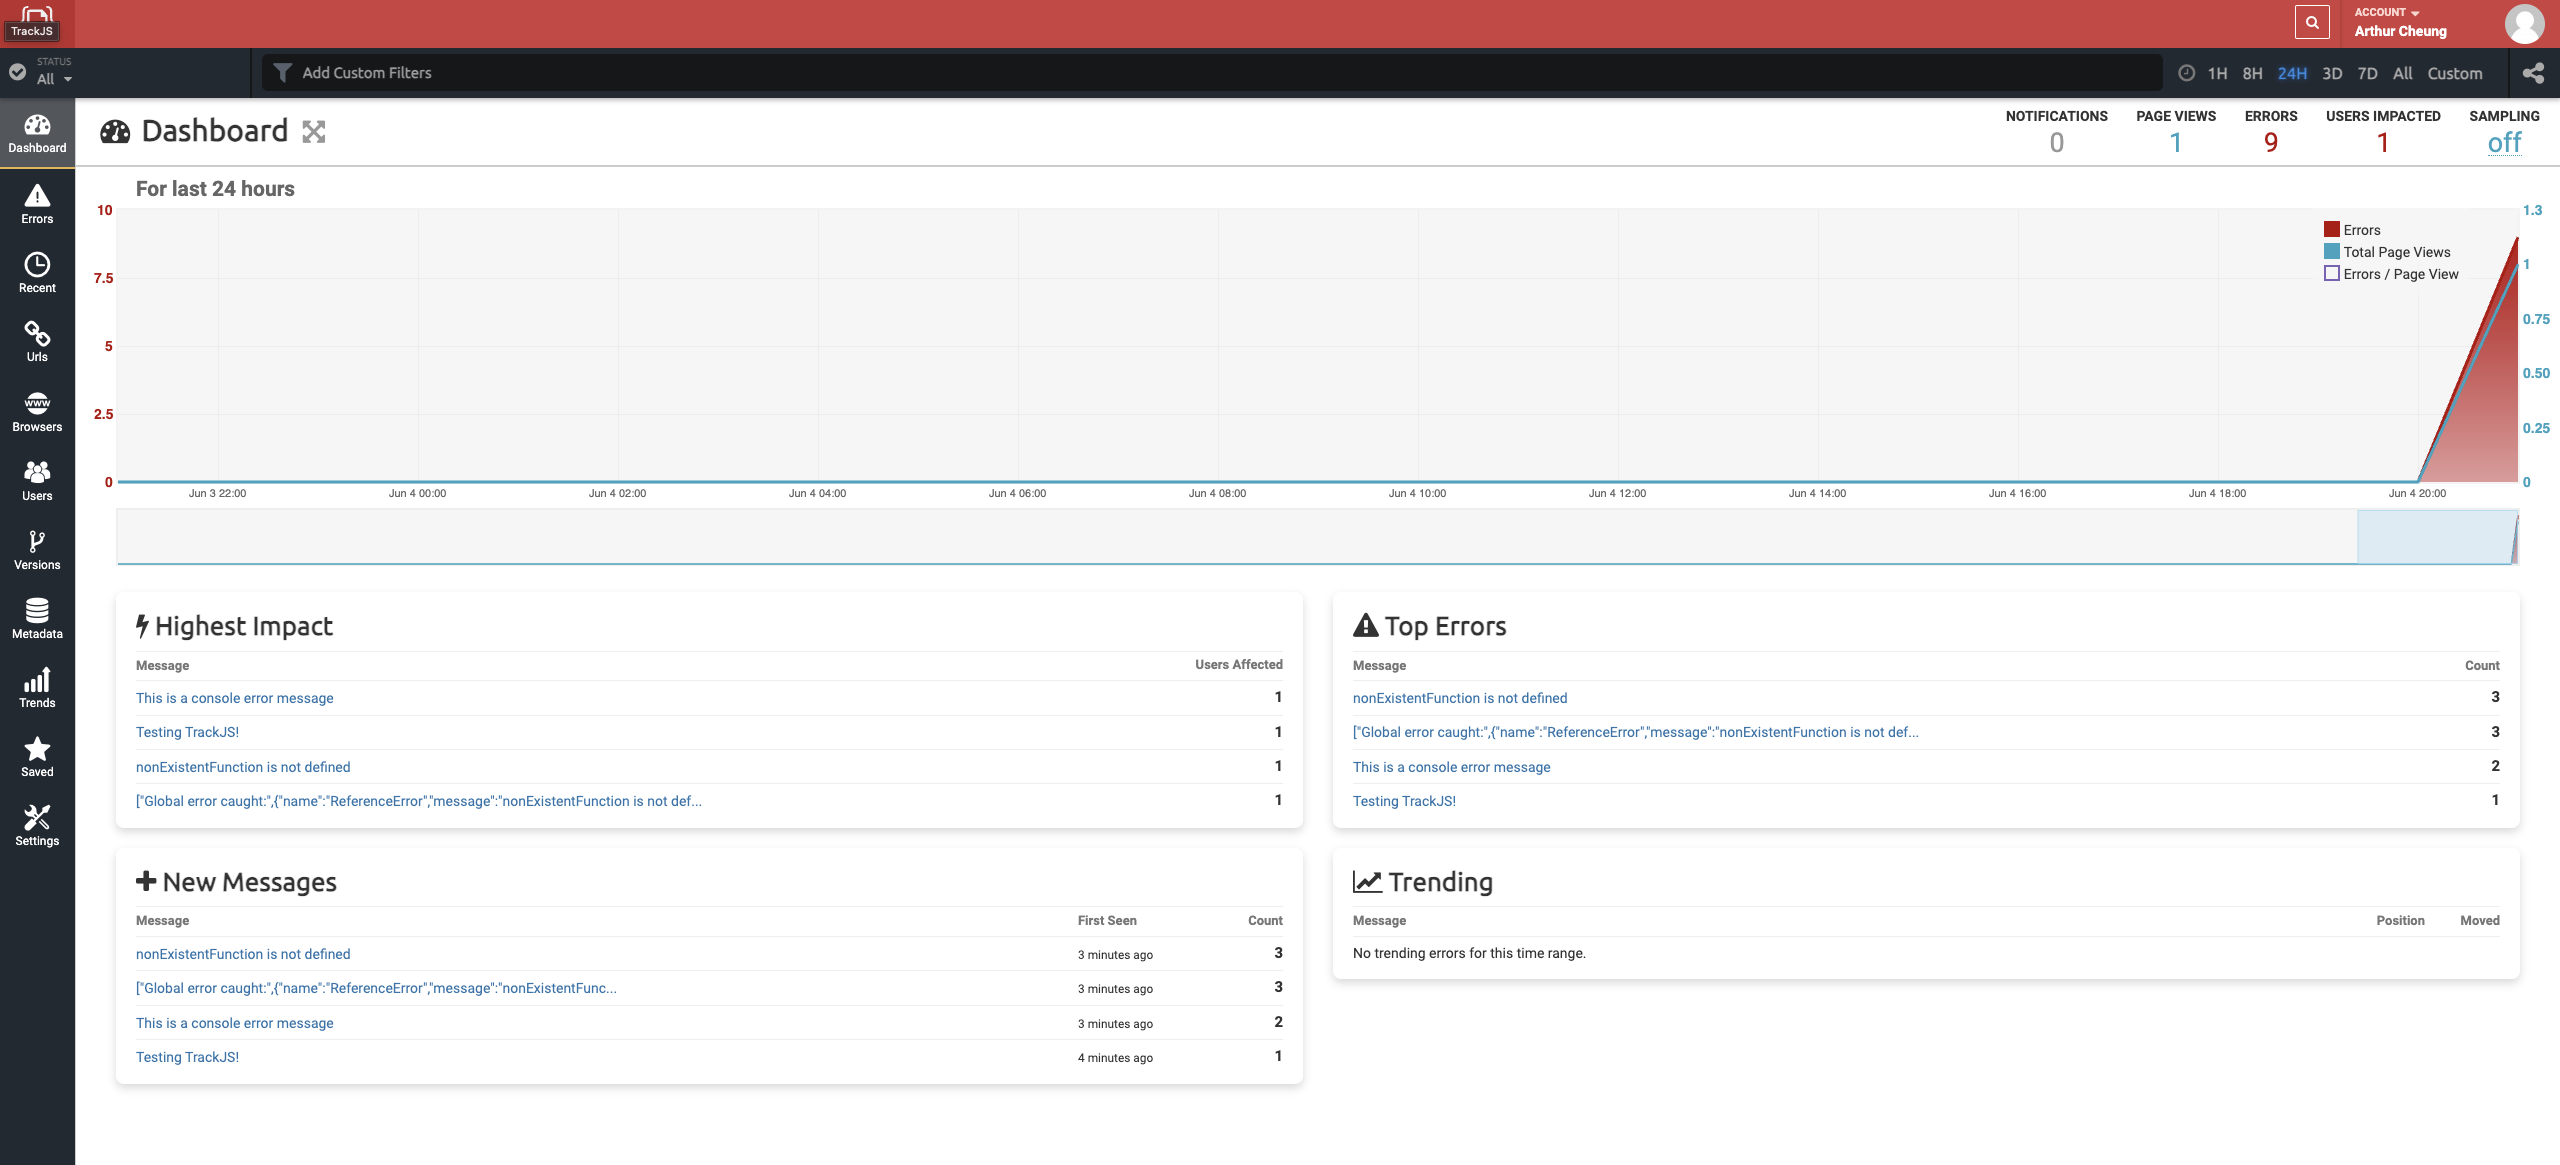 TrackJS
ACCOUNT
Arthur Cheung
STATUS
All
Add Custom Filters
1H 8H 24H 3D 7D All Custom
Dashboard
Errors
Recent
Urls
www
Browsers
Users
Versions
Metadata
Trends
Saved
Settings
Dashboard
NOTIFICATIONS PAGE VIEWS ERRORS USERS IMPACTED SAMPLING
0 1 9 1 off
For last 24 hours
10
7.5
5
2.5
0
1.3
1
0.75
0.50
0.25
0
Errors
Total Page Views
Errors / Page View
Jun 3 22:00 Jun 4 00:00 Jun 4 02:00 Jun 4 04:00 Jun 4 06:00 Jun 4 08:00 Jun 4 10:00 Jun 4 12:00 Jun 4 14:00 Jun 4 16:00 Jun 4 18:00 Jun 4 20:00
Highest Impact
Message Users Affected
This is a console error message 1
Testing TrackJS! 1
nonExistentFunction is not defined 1
["Global error caught:",{"name":"ReferenceError","message":"nonExistentFunction is not def... 1
Top Errors
Message Count
nonExistentFunction is not defined 3
["Global error caught:",{"name":"ReferenceError","message":"nonExistentFunction is not def... 3
This is a console error message 2
Testing TrackJS! 1
New Messages
Message First Seen Count
nonExistentFunction is not defined 3 minutes ago 3
["Global error caught:",{"name":"ReferenceError","message":"nonExistentFunc... 3 minutes ago 3
This is a console error message 3 minutes ago 2
Testing TrackJS! 4 minutes ago 1
Trending
Message Position Moved
No trending errors for this time range.